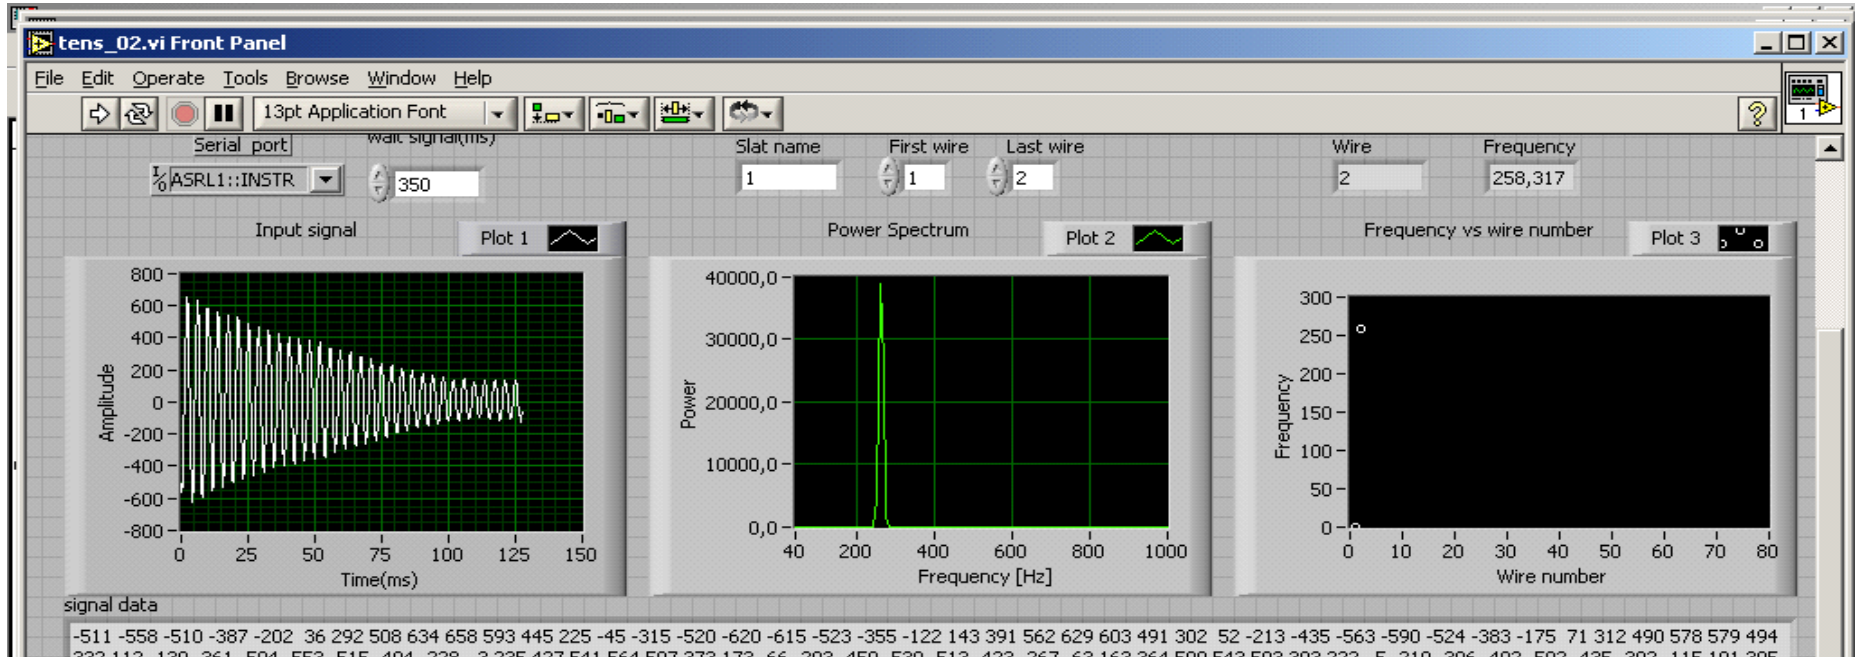 tens_02.vi Front Panel
File Edit Operate Tools Browse Window Help
13pt Application Font
1
Serial port
wait signal(ms)
Slat name
First wire
Last wire
Wire
Frequency
ASRL1::INSTR
350
1
1
2
2
258,317
Input signal
Plot 1
Power Spectrum
Plot 2
Frequency vs wire number
Plot 3
800
600
400
200
0
-200
-400
-600
-800
Amplitude
0 25 50 75 100 125 150
Time(ms)
40000,0
30000,0
20000,0
10000,0
0,0
Power
40 200 400 600 800 1000
Frequency [Hz]
300
250
200
150
100
50
0
Frequency
0 10 20 30 40 50 60 70 80
Wire number
signal data
-511 -558 -510 -387 -202 36 292 508 634 658 593 445 225 -45 -315 -520 -620 -615 -523 -355 -122 143 391 562 629 603 491 302 52 -213 -435 -563 -590 -524 -383 -175 71 312 490 578 579 494